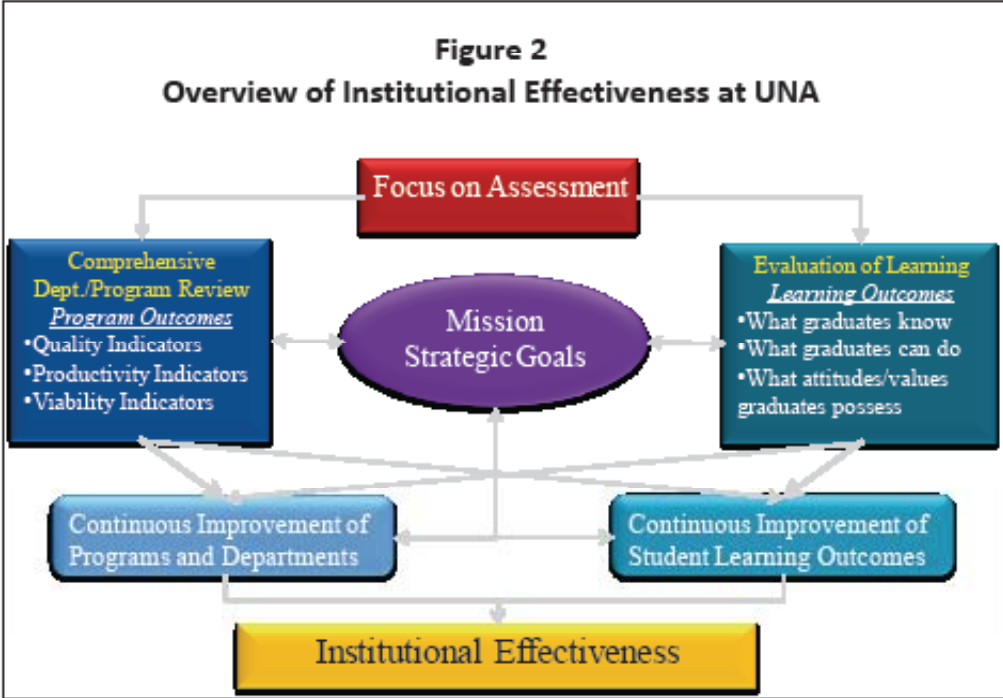 Figure 2
Overview of Institutional Effectiveness at UNA
Focus on Assessment
Comprehensive
Dept./Program Review
Program Outcomes
•Quality Indicators
•Productivity Indicators
•Viability Indicators
Mission
Strategic Goals
Evaluation of Learning
Learning Outcomes
•What graduates know
•What graduates can do
•What attitudes/values
graduates possess
Continuous Improvement of
Programs and Departments
Continuous Improvement of
Student Learning Outcomes
Institutional Effectiveness